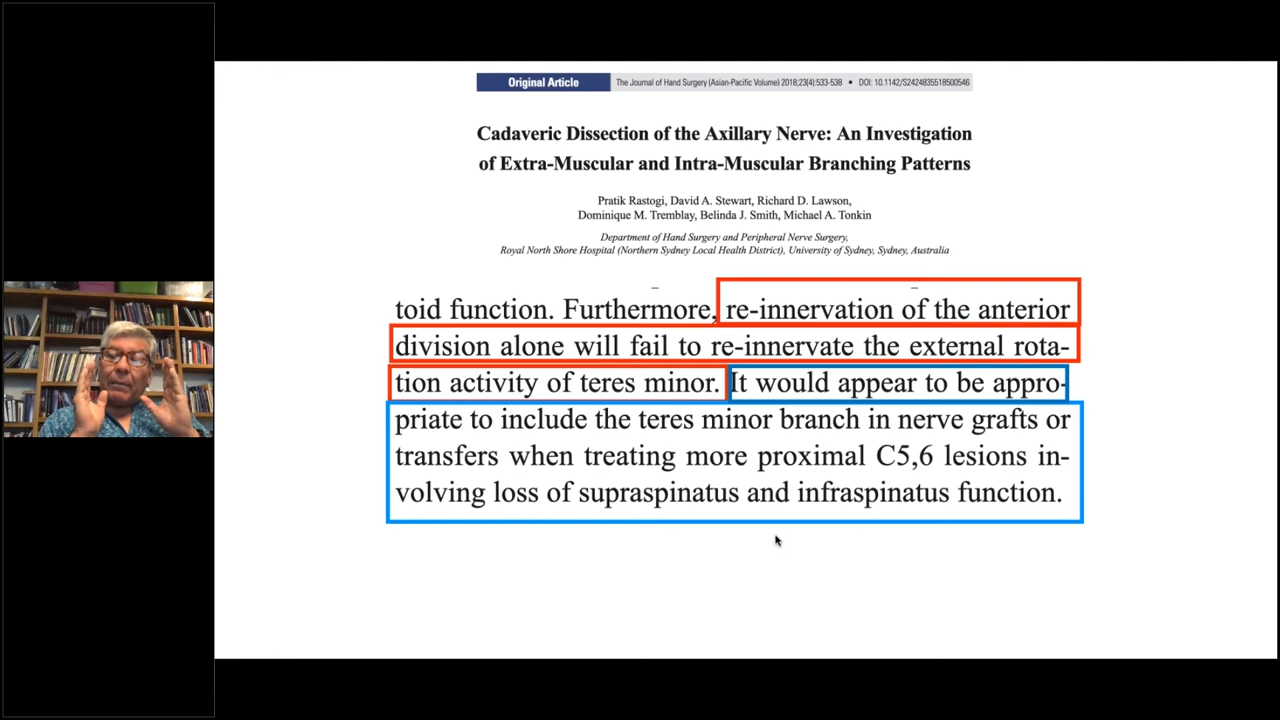 Original Article
The Journal of Hand Surgery (Asian-Pacific Volume) 2018;23(4):533-538 • DOI: 10.1142/S2424835518500546
Cadaveric Dissection of the Axillary Nerve: An Investigation
of Extra-Muscular and Intra-Muscular Branching Patterns
Pratik Rastogi, David A. Stewart, Richard D. Lawson,
Dominique M. Tremblay, Belinda J. Smith, Michael A. Tonkin
Department of Hand Surgery and Peripheral Nerve Surgery,
Royal North Shore Hospital (Northern Sydney Local Health District), University of Sydney, Sydney, Australia
toid function. Furthermore, re-innervation of the anterior
division alone will fail to re-innervate the external rota-
tion activity of teres minor. It would appear to be appro-
priate to include the teres minor branch in nerve grafts or
transfers when treating more proximal C5,6 lesions in-
volving loss of supraspinatus and infraspinatus function.